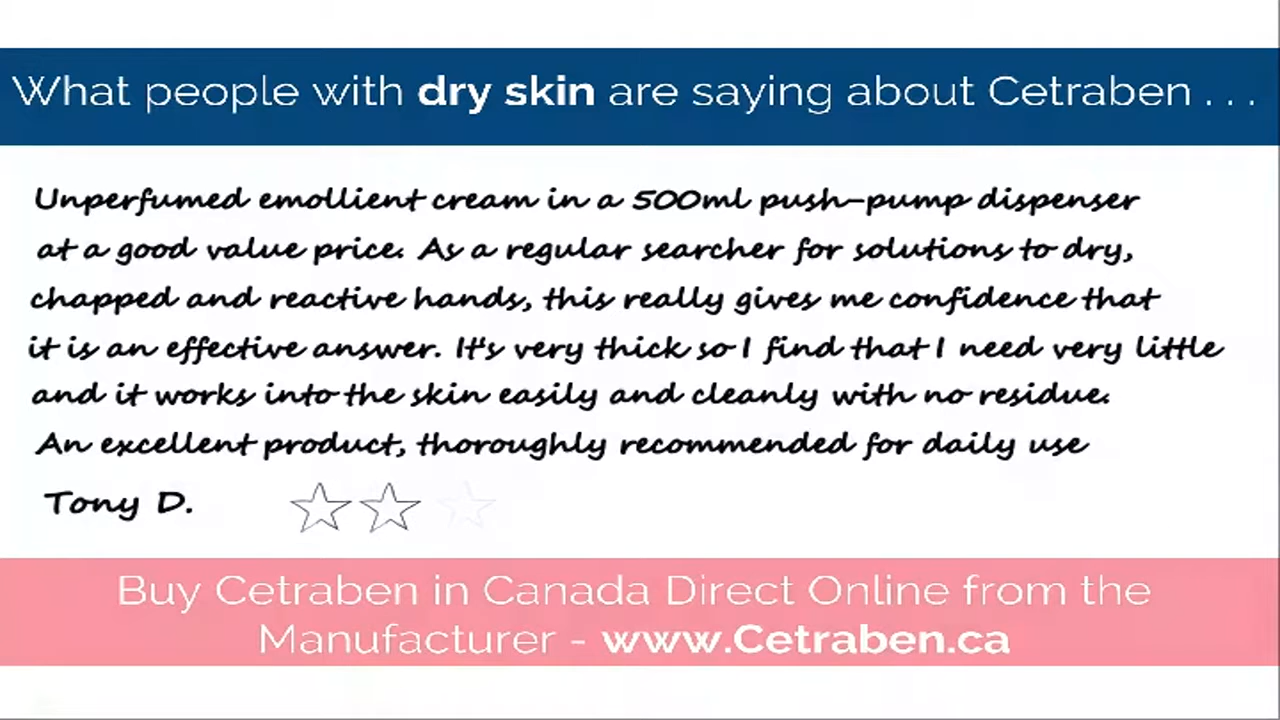 What people with dry skin are saying about Cetraben . . .
Unperfumed emollient cream in a 500ml push-pump dispenser
at a good value price. As a regular searcher for solutions to dry,
chapped and reactive hands, this really gives me confidence that
it is an effective answer. It's very thick so I find that I need very little
and it works into the skin easily and cleanly with no residue.
An excellent product, thoroughly recommended for daily use
Tony D.
Buy Cetraben in Canada Direct Online from the
Manufacturer - www.Cetraben.ca